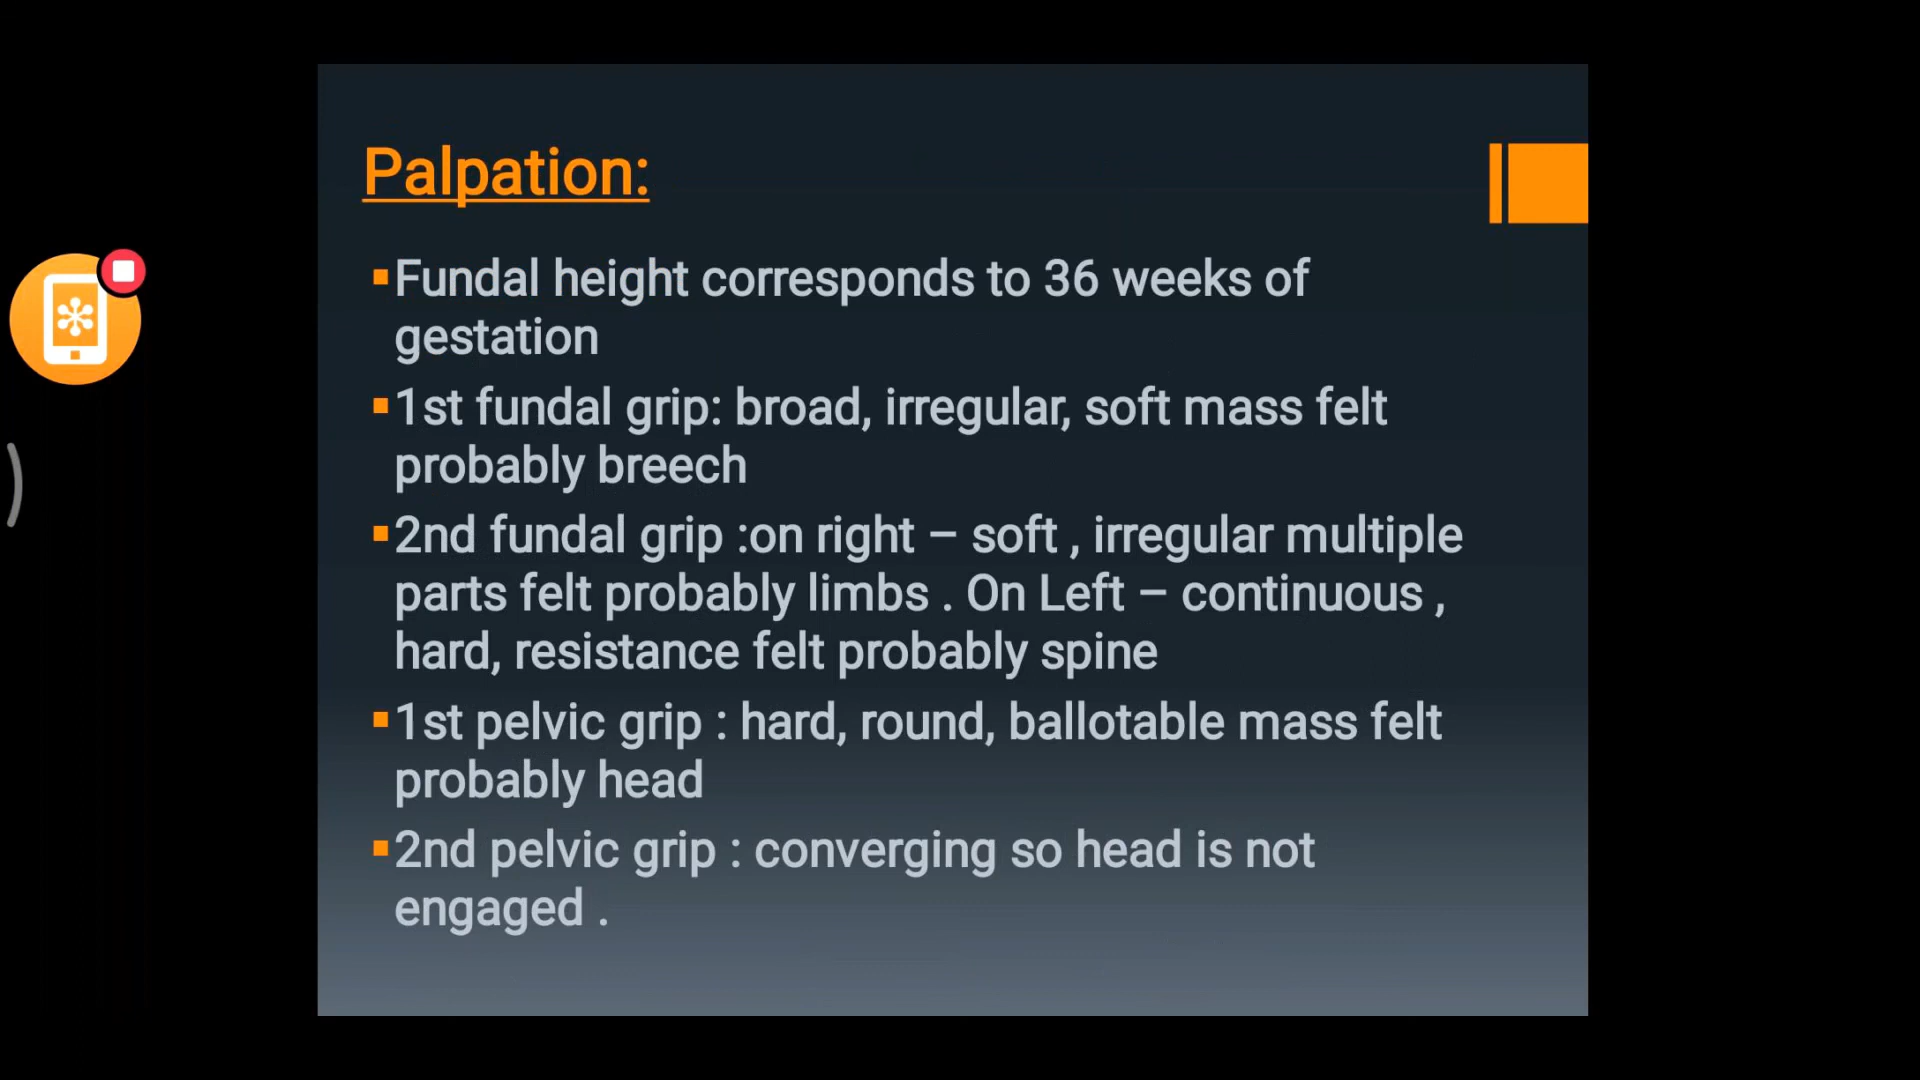 Palpation:
▪Fundal height corresponds to 36 weeks of
gestation
▪1st fundal grip: broad, irregular, soft mass felt
probably breech
▪2nd fundal grip :on right – soft , irregular multiple
parts felt probably limbs . On Left – continuous ,
hard, resistance felt probably spine
▪1st pelvic grip : hard, round, ballotable mass felt
probably head
▪2nd pelvic grip : converging so head is not
engaged .